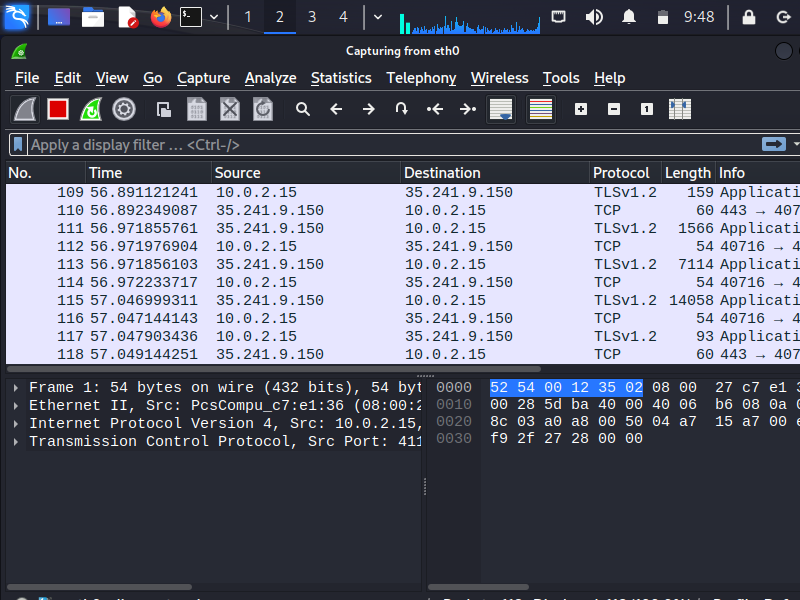 1 2 3 4 9:48
Capturing from eth0
File Edit View Go Capture Analyze Statistics Telephony Wireless Tools Help
Apply a display filter … <Ctrl-/>
No. Time Source Destination Protocol Length Info
109 56.891121241 10.0.2.15 35.241.9.150 TLSv1.2 159 Applicati
110 56.892349087 35.241.9.150 10.0.2.15 TCP 60 443 → 407
111 56.971855761 35.241.9.150 10.0.2.15 TLSv1.2 1566 Applicati
112 56.971976904 10.0.2.15 35.241.9.150 TCP 54 40716 → 4
113 56.971856103 35.241.9.150 10.0.2.15 TLSv1.2 7114 Applicati
114 56.972233717 10.0.2.15 35.241.9.150 TCP 54 40716 → 4
115 57.046999311 35.241.9.150 10.0.2.15 TLSv1.2 14058 Applicati
116 57.047144143 10.0.2.15 35.241.9.150 TCP 54 40716 → 4
117 57.047903436 10.0.2.15 35.241.9.150 TLSv1.2 93 Applicati
118 57.049144251 35.241.9.150 10.0.2.15 TCP 60 443 → 407
Frame 1: 54 bytes on wire (432 bits), 54 byt
Ethernet II, Src: PcsCompu_c7:e1:36 (08:00:2
Internet Protocol Version 4, Src: 10.0.2.15,
Transmission Control Protocol, Src Port: 411
0000 52 54 00 12 35 02 08 00 27 c7 e1 3
0010 00 28 5d ba 40 00 40 06 b6 08 0a 0
0020 8c 03 a0 a8 00 50 04 a7 15 a7 00 e
0030 f9 2f 27 28 00 00